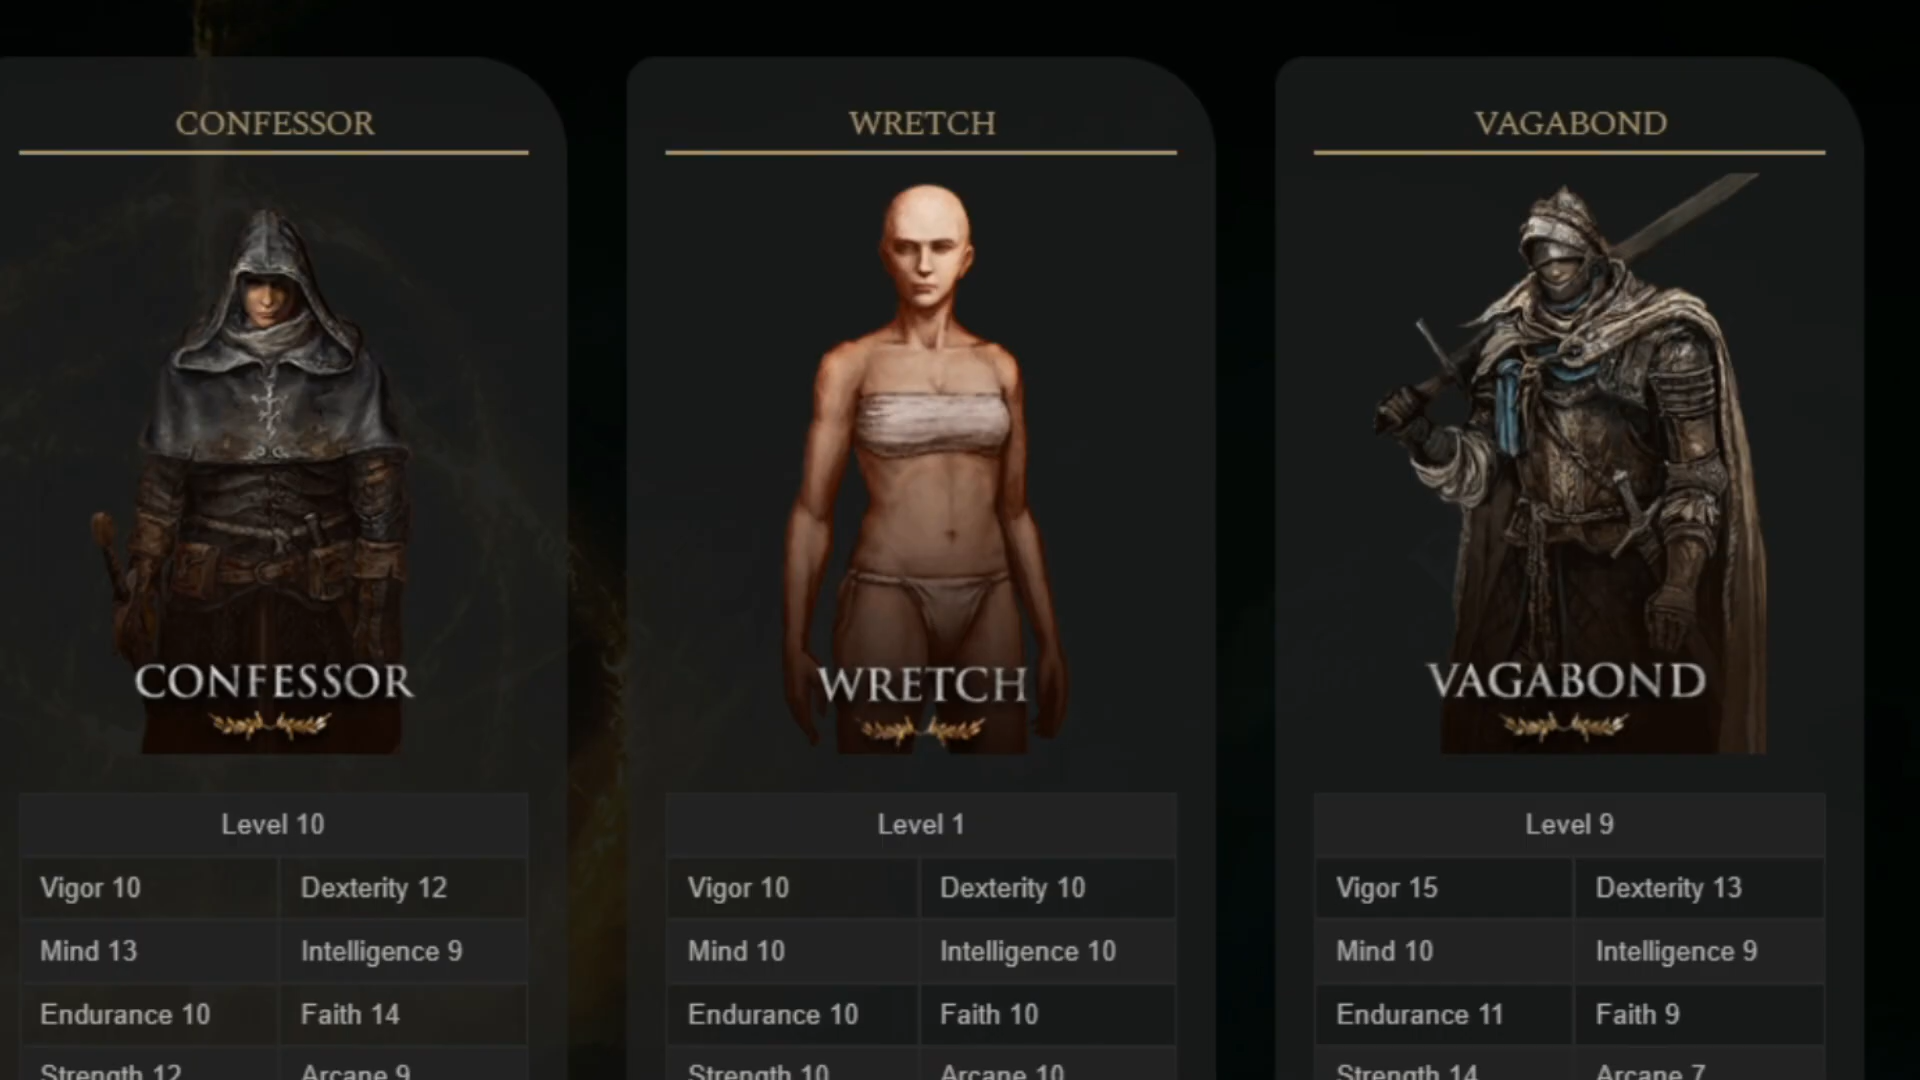 CONFESSOR
CONFESSOR
Level 10
Vigor 10 Dexterity 12
Mind 13 Intelligence 9
Endurance 10 Faith 14
Strength 12 Arcane 9
WRETCH
WRETCH
Level 1
Vigor 10 Dexterity 10
Mind 10 Intelligence 10
Endurance 10 Faith 10
Strength 10 Arcane 10
VAGABOND
VAGABOND
Level 9
Vigor 15 Dexterity 13
Mind 10 Intelligence 9
Endurance 11 Faith 9
Strength 14 Arcane 7